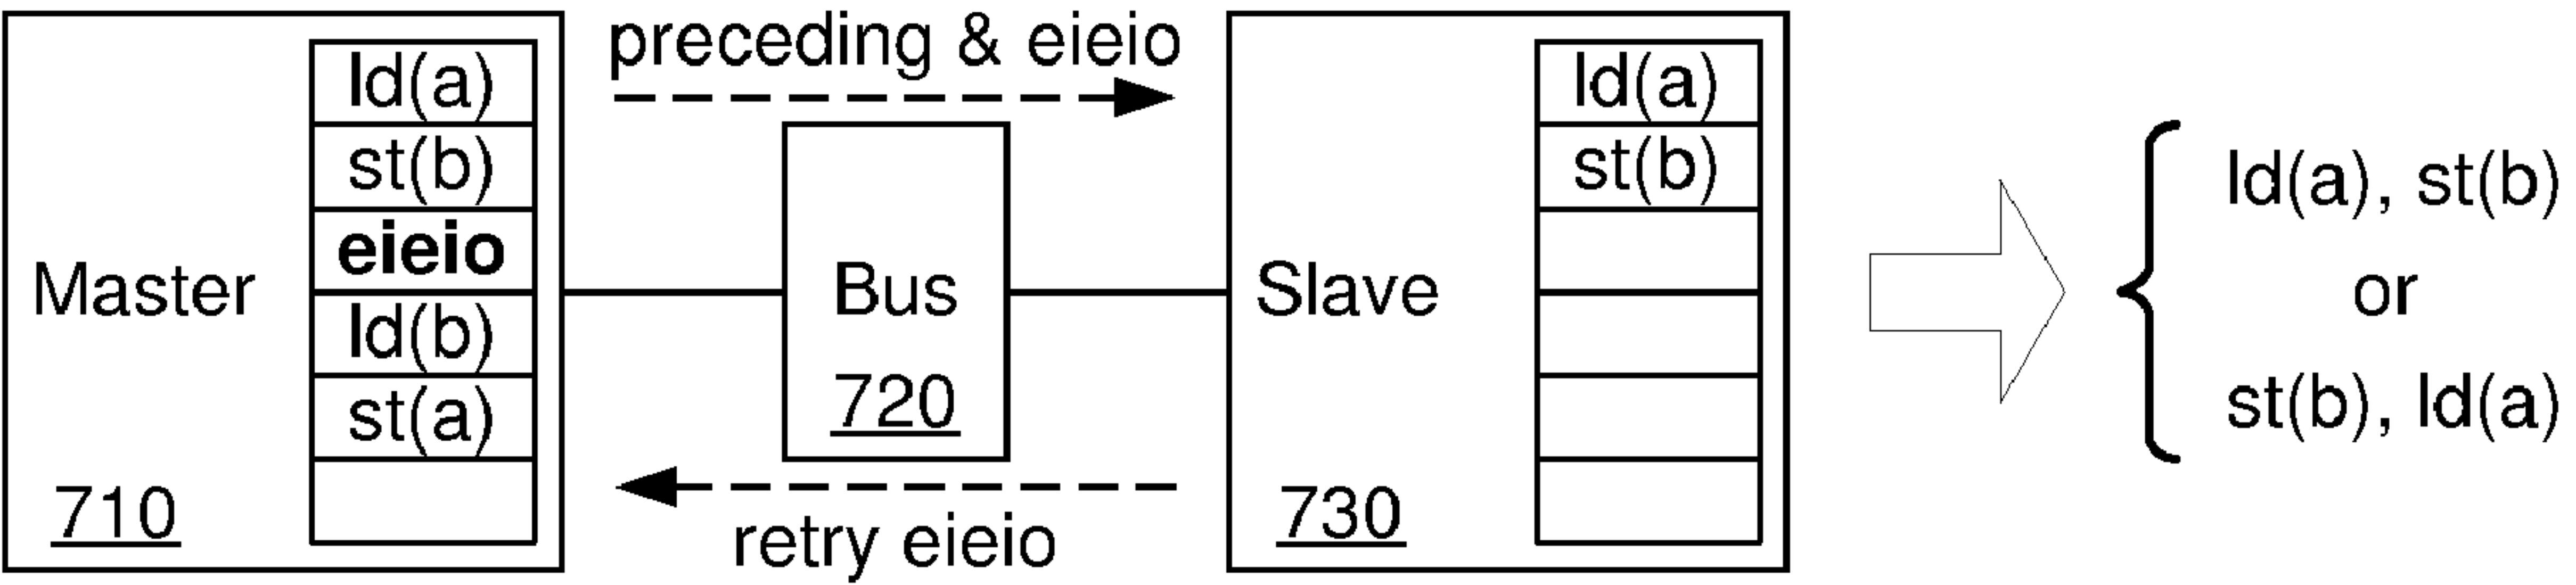 preceding & eieio
ld(a)
st(b)
eieio
ld(b)
st(a)
Master
710
Bus
720
retry eieio
ld(a)
st(b)
Slave
730
ld(a), st(b)
or
st(b), ld(a)